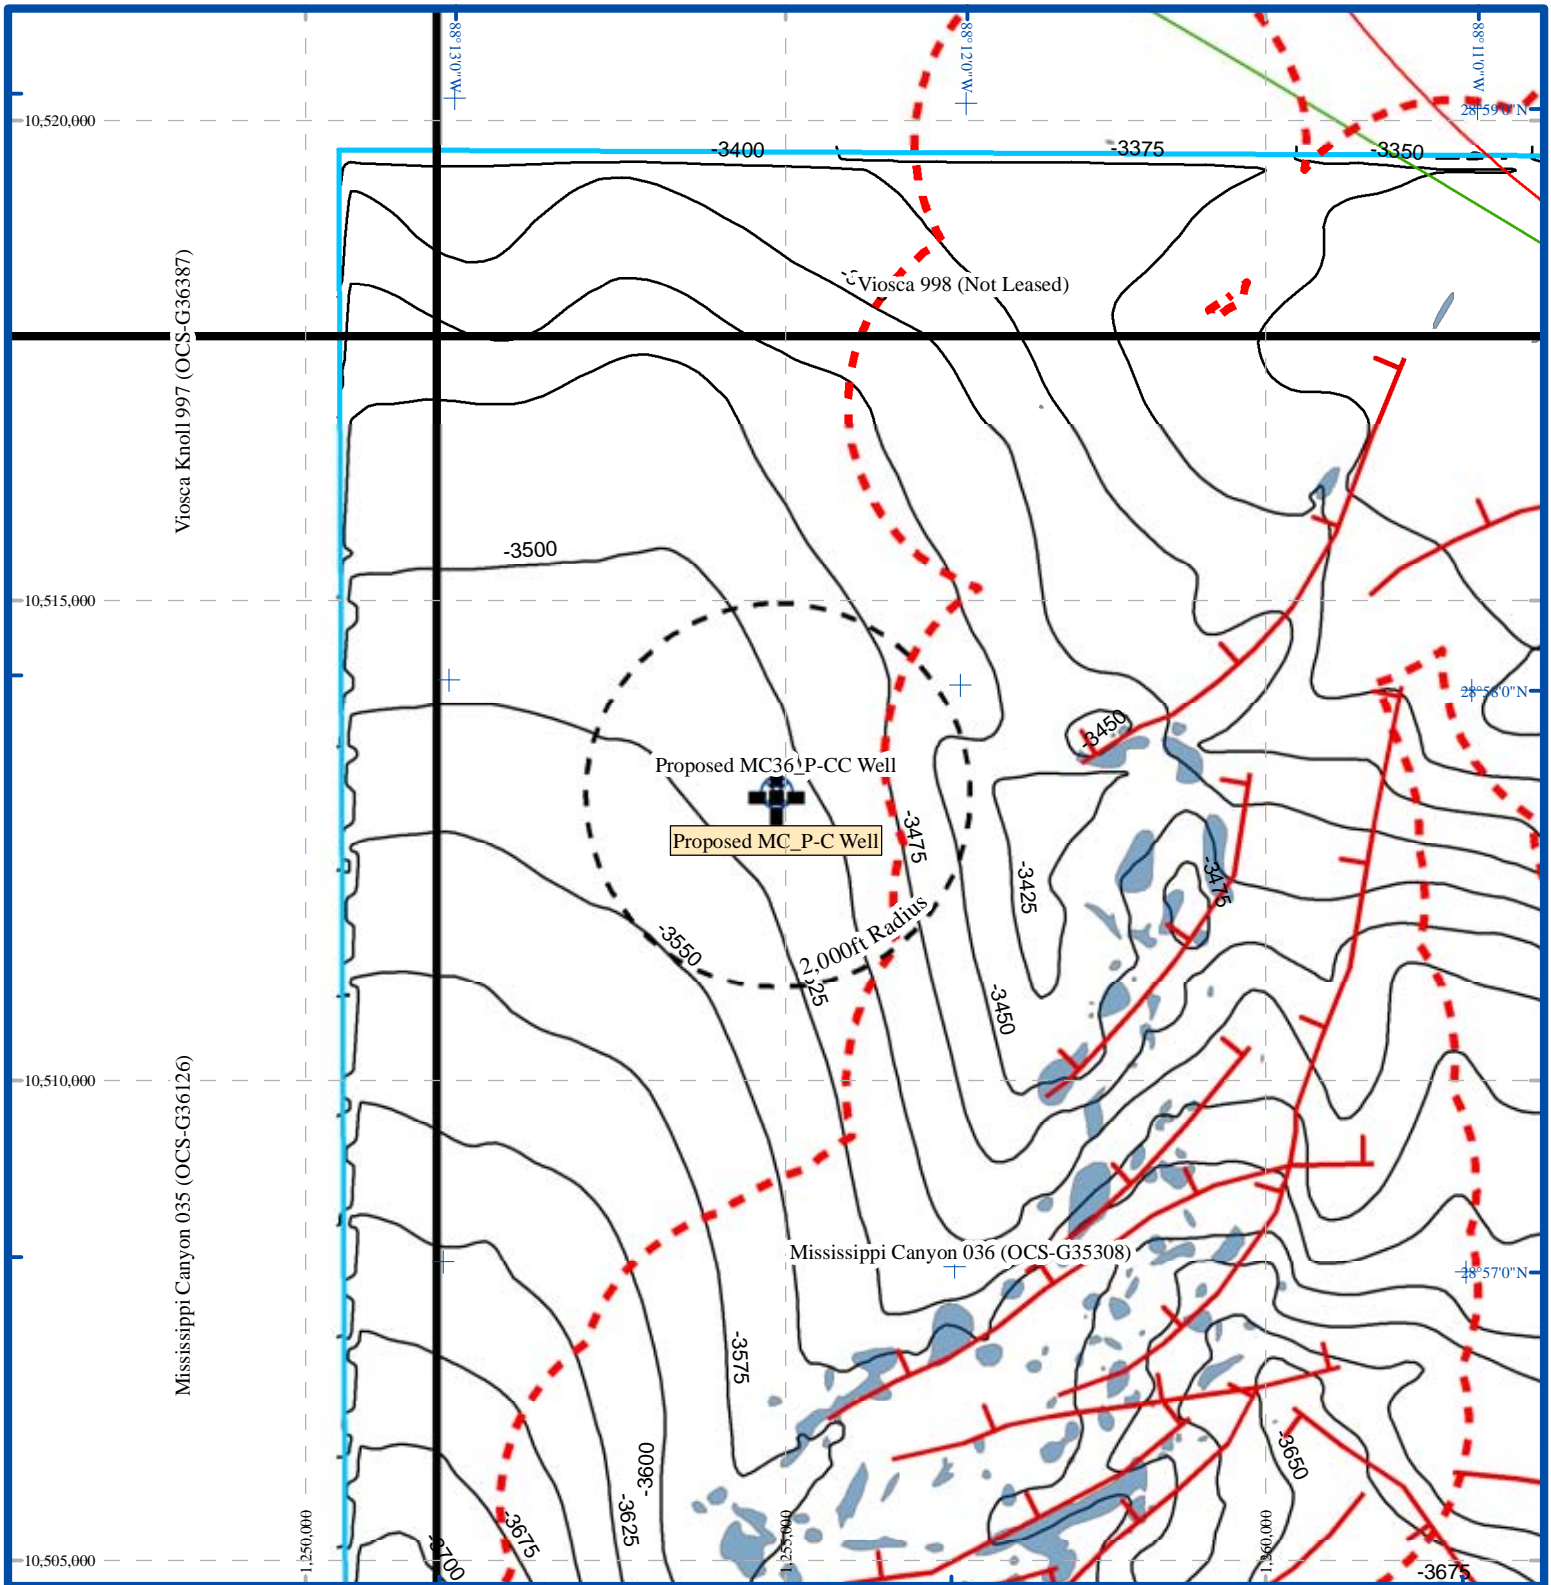 88°13'0"W
88°12'0"W
88°11'0"W
10,520,000
28°59'0"N
-3400
-3375
-3350
Viosca Knoll 997 (OCS-G36387)
Viosca 998 (Not Leased)
-3500
10,515,000
28°58'0"N
-3450
Proposed MC36_P-CC Well
Proposed MC_P-C Well
-3475
-3425
-3475
2,000ft Radius
-3550
-3450
10,510,000
Mississippi Canyon 035 (OCS-G36126)
Mississippi Canyon 036 (OCS-G35308)
28°57'0"N
-3575
-3600
-3650
-3625
-3675
-3700
1,250,000
1,255,000
1,260,000
10,505,000
-3675